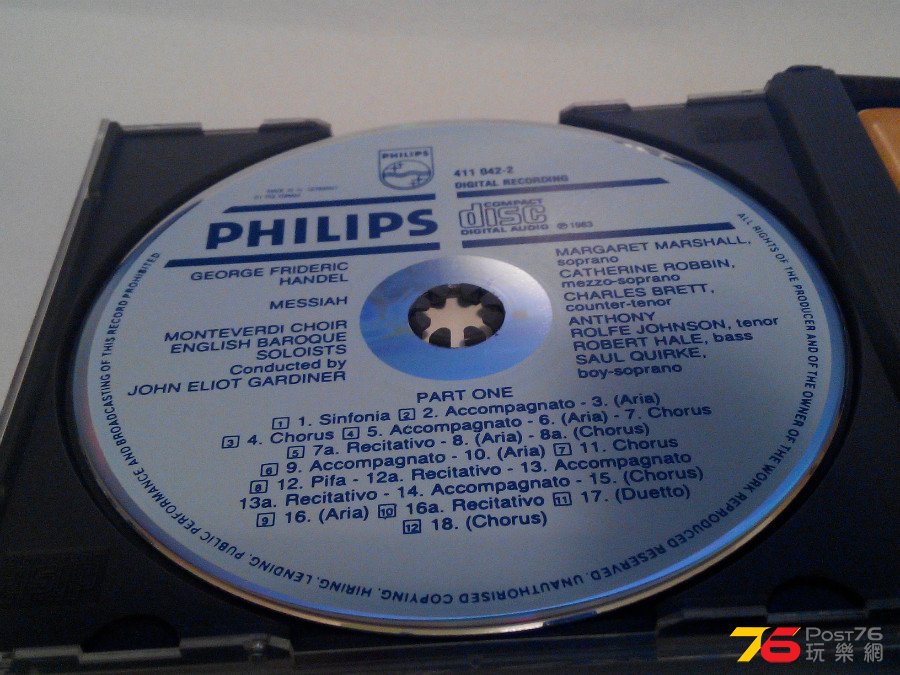 PHILIPS
411 042-2
DIGITAL RECORDING
MADE IN W. GERMANY
PHILIPS
COMPACT
disc
DIGITAL AUDIO
℗ 1983
GEORGE FRIDERIC
HANDEL
MESSIAH
MONTEVERDI CHOIR
ENGLISH BAROQUE
SOLOISTS
Conducted by
JOHN ELIOT GARDINER
MARGARET MARSHALL,
soprano
CATHERINE ROBBIN,
mezzo-soprano
CHARLES BRETT,
counter-tenor
ANTHONY
ROLFE JOHNSON, tenor
ROBERT HALE, bass
SAUL QUIRKE,
boy-soprano
PART ONE
1 1. Sinfonia 2 2. Accompagnato - 3. (Aria)
3 4. Chorus 4 5. Accompagnato - 6. (Aria) - 7. Chorus
5 7a. Recitativo - 8. (Aria) - 8a. (Chorus)
6 9. Accompagnato - 10. (Aria) 7 11. Chorus
8 12. Pifa - 12a. Recitativo - 13. Accompagnato
13a. Recitativo - 14. Accompagnato - 15. (Chorus)
9 16. (Aria) 10 16a. Recitativo 11 17. (Duetto)
12 18. (Chorus)
ALL RIGHTS OF THE PRODUCER AND OF THE OWNER OF THE WORK REPRODUCED RESERVED. UNAUTHORISED COPYING, HIRING, LENDING, PUBLIC PERFORMANCE AND BROADCASTING OF THIS RECORD PROHIBITED
76 Post76
玩樂網